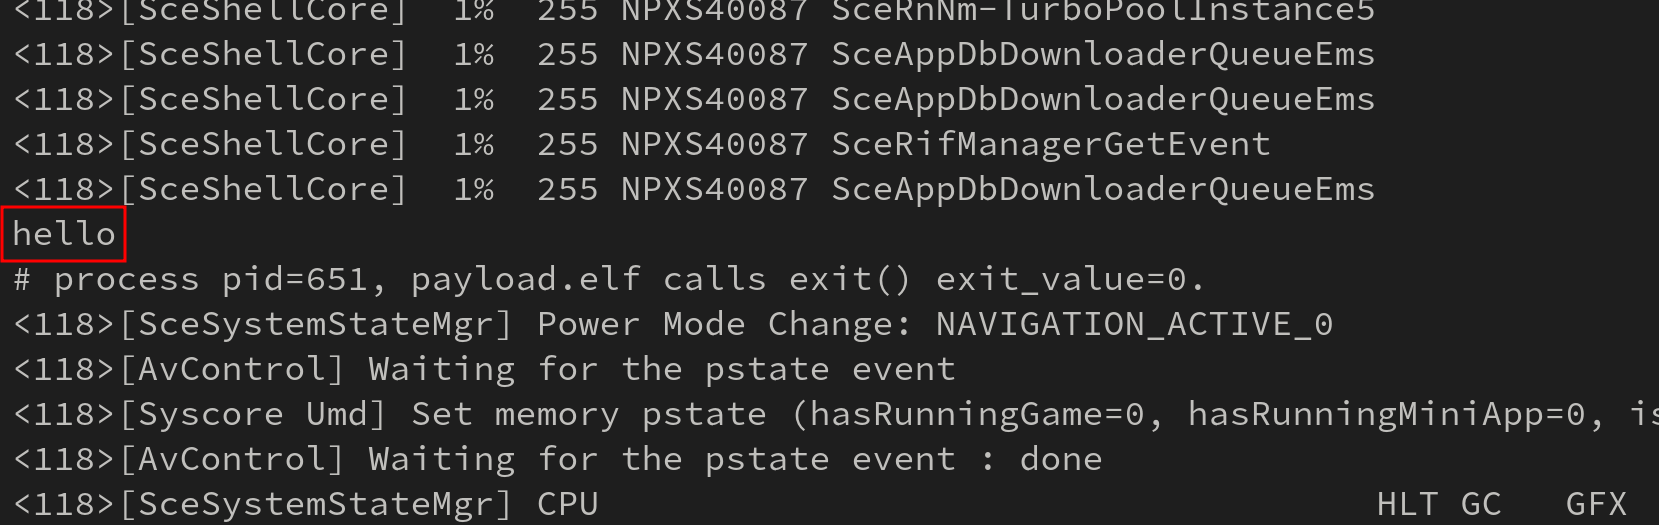 <118>[SceShellCore]  1%  255 NPXS40087 SceRnNm-TurboPoolInstance5
<118>[SceShellCore]  1%  255 NPXS40087 SceAppDbDownloaderQueueEms
<118>[SceShellCore]  1%  255 NPXS40087 SceAppDbDownloaderQueueEms
<118>[SceShellCore]  1%  255 NPXS40087 SceRifManagerGetEvent
<118>[SceShellCore]  1%  255 NPXS40087 SceAppDbDownloaderQueueEms
hello
# process pid=651, payload.elf calls exit() exit_value=0.
<118>[SceSystemStateMgr] Power Mode Change: NAVIGATION_ACTIVE_0
<118>[AvControl] Waiting for the pstate event
<118>[Syscore Umd] Set memory pstate (hasRunningGame=0, hasRunningMiniApp=0, is
<118>[AvControl] Waiting for the pstate event : done
<118>[SceSystemStateMgr] CPU                                     HLT GC   GFX